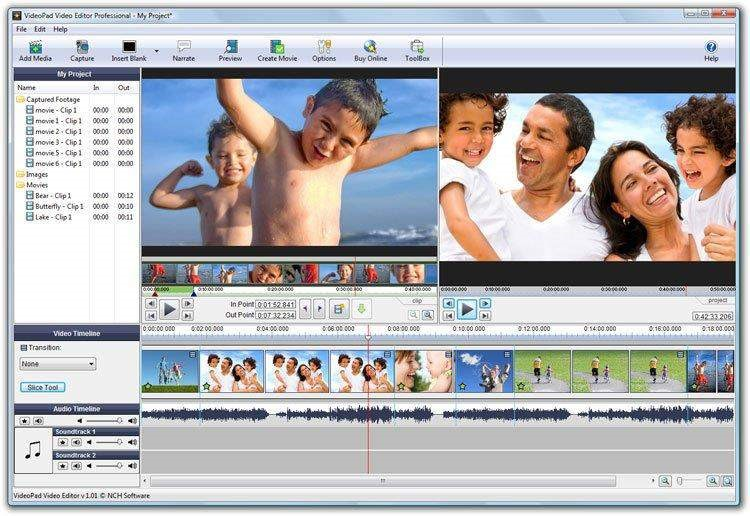 VideoPad Video Editor Professional - My Project*
File Edit Help
Add Media Capture Insert Blank Narrate Preview Create Movie Options Buy Online ToolBox Help
My Project
Name In Out
Captured Footage
movie - Clip 1 00:00 00:00
movie 1 - Clip 1 00:00 00:00
movie 2 - Clip 1 00:00 00:00
movie 3 - Clip 1 00:00 00:00
movie 5 - Clip 1 00:00 00:00
movie 6 - Clip 1 00:00 00:00
Images
Movies
Bear - Clip 1 00:00 00:12
Butterfly - Clip 1 00:00 00:10
Lake - Clip 1 00:00 00:11
0:00:00.000 0:10:00.000 0:20:00.000 0:30:00.000
In Point 0:01:52.841
Out Point 0:07:32.234
clip
project
0:42:33.206
Video Timeline
0:00:00.000 0:02:00.000 0:04:00.000 0:06:00.000 0:08:00.000 0:10:00.000 0:12:00.000 0:14:00.000 0:16:00.000 0:18:00.000
Transition:
None
Slice Tool
Audio Timeline
Soundtrack 1
Soundtrack 2
VideoPad Video Editor v 1.01 © NCH Software